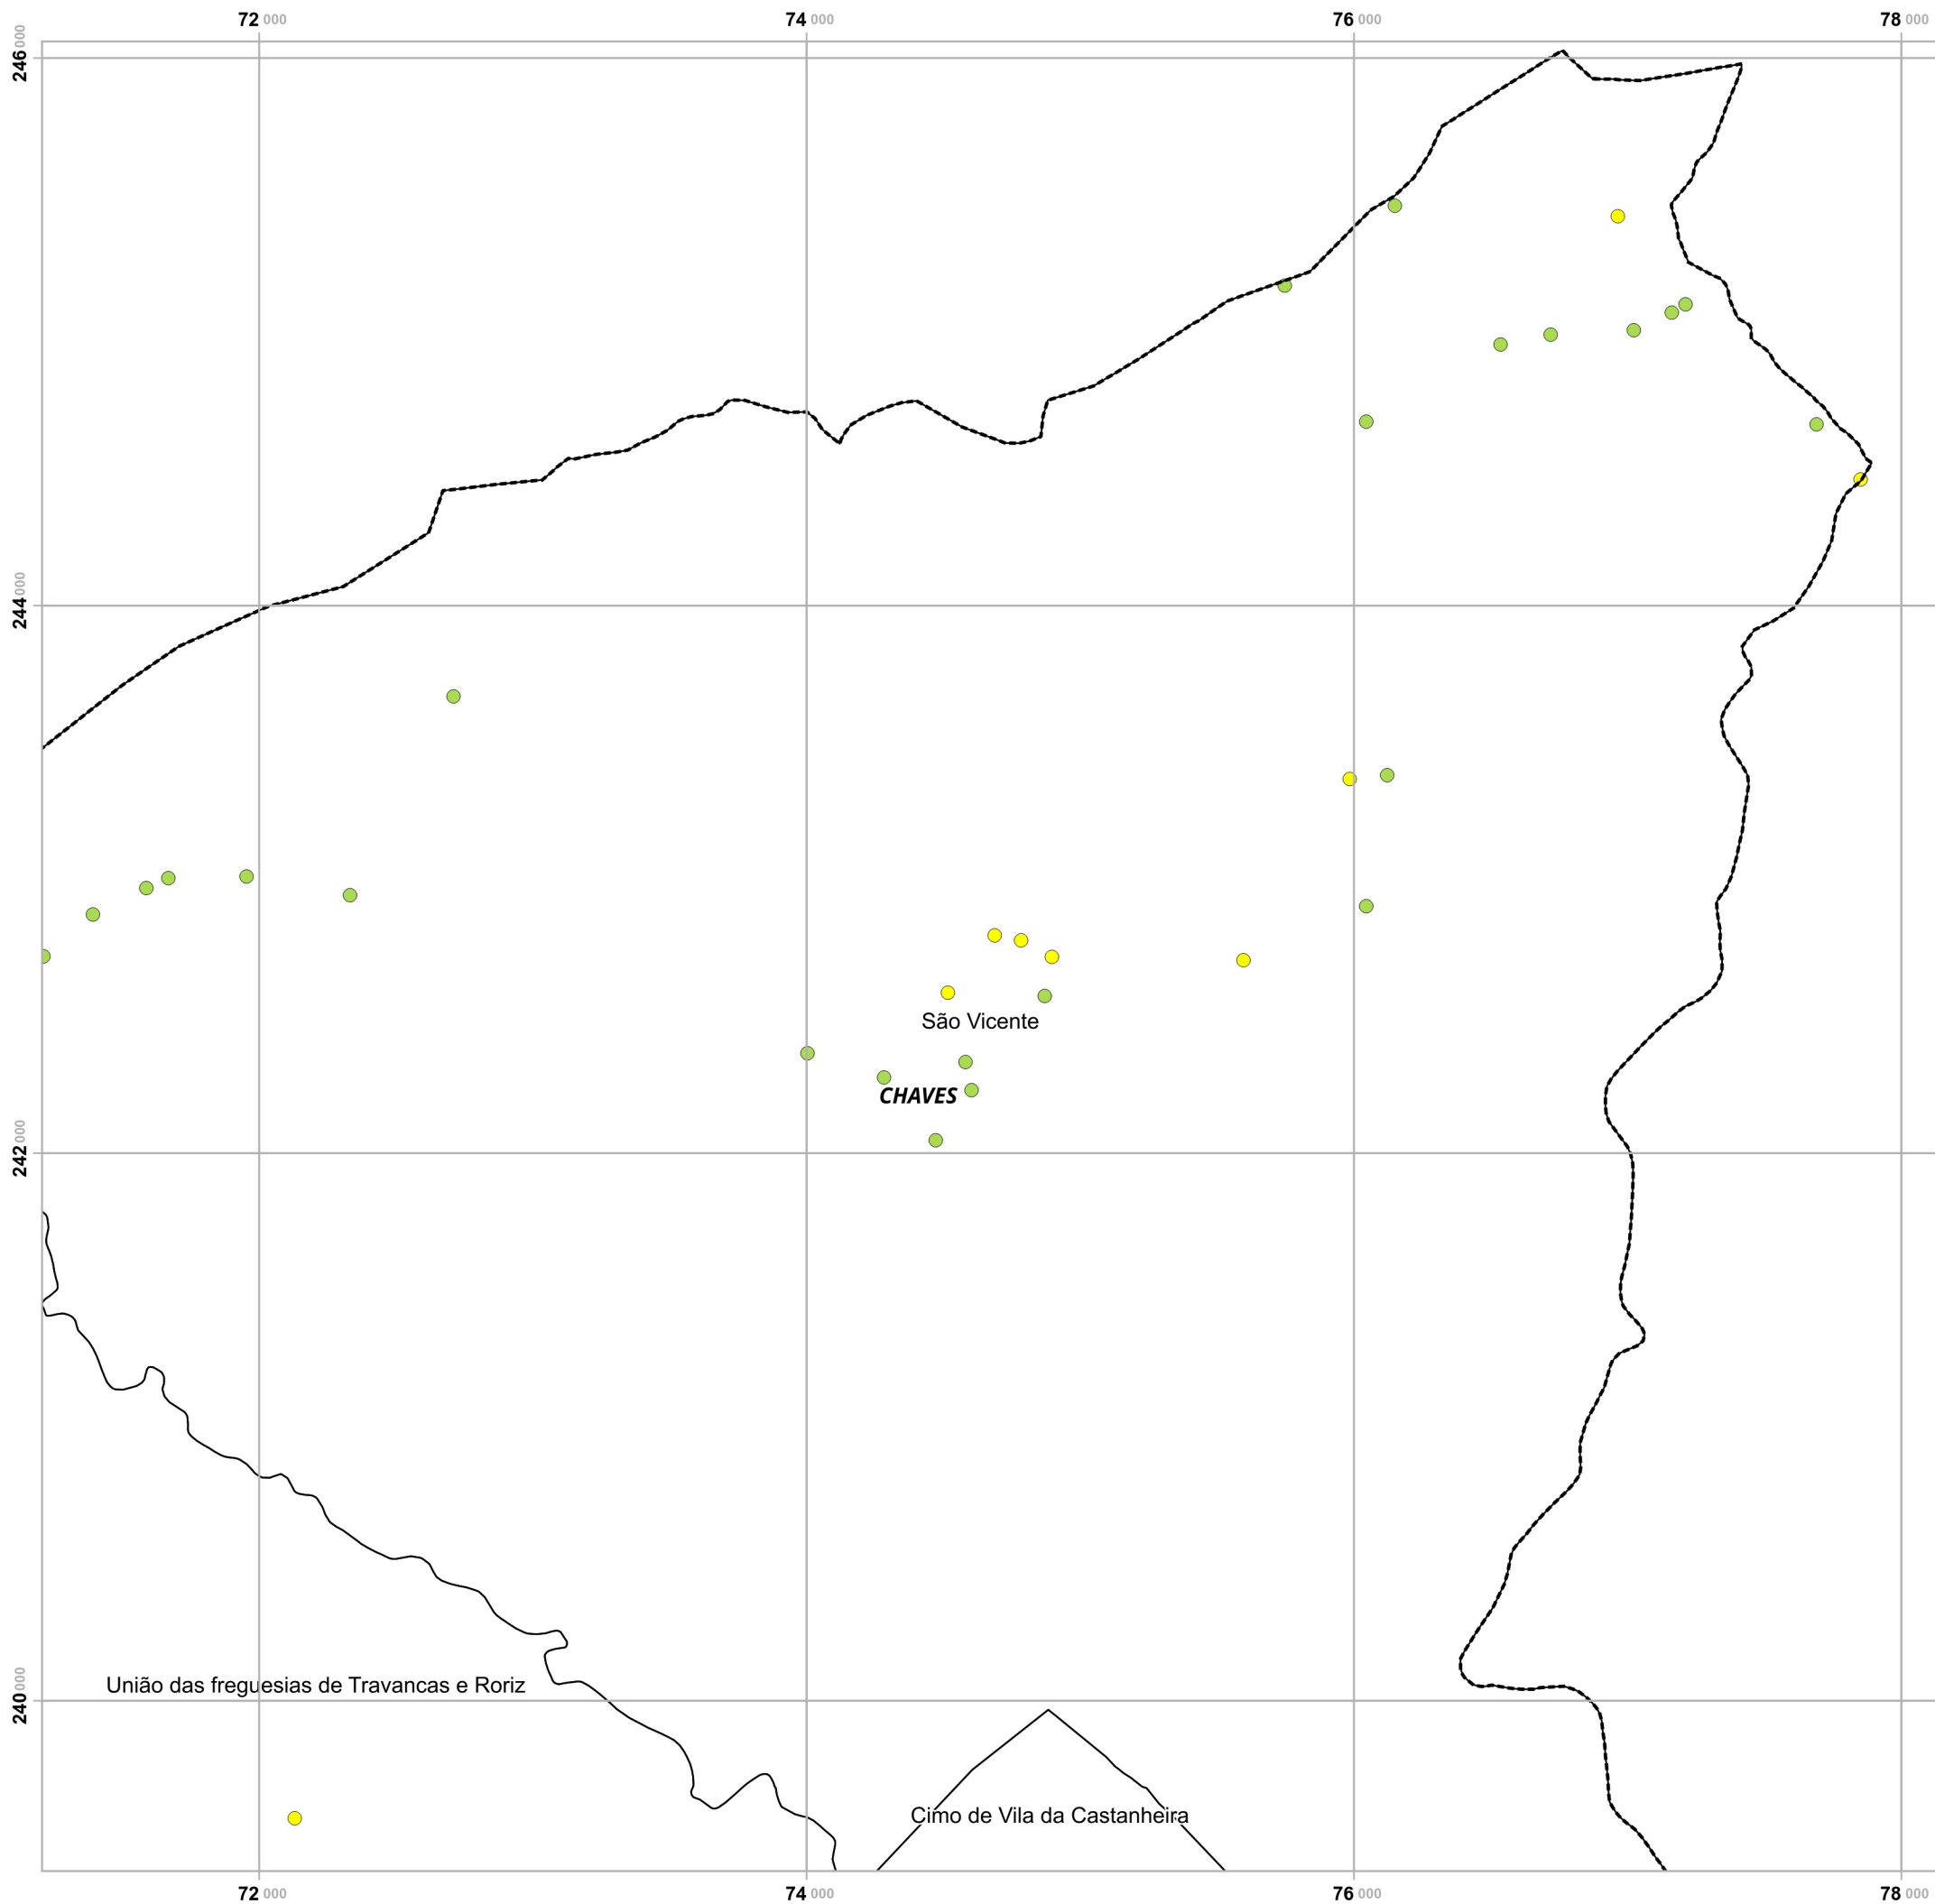 72 000 74 000 76 000 78 000
246 000
244 000
São Vicente
CHAVES
242 000
União das freguesias de Travancas e Roriz
240 000
Cimo de Vila da Castanheira
72 000 74 000 76 000 78 000